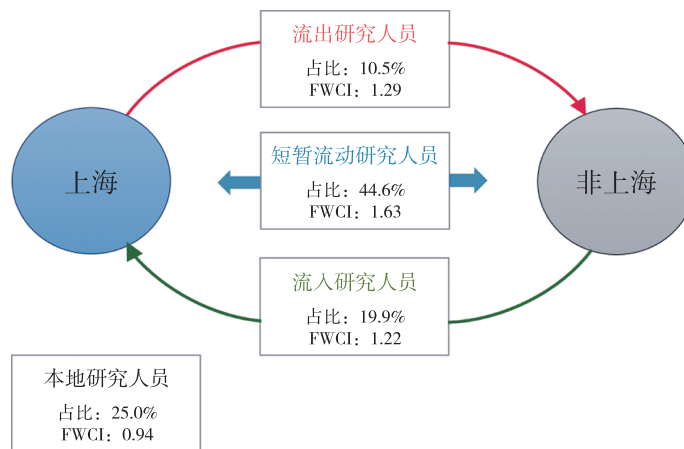 流出研究人员
占比：10.5%
FWCI：1.29
上海
短暂流动研究人员
占比：44.6%
FWCI：1.63
非上海
流入研究人员
占比：19.9%
FWCI：1.22
本地研究人员
占比：25.0%
FWCI：0.94